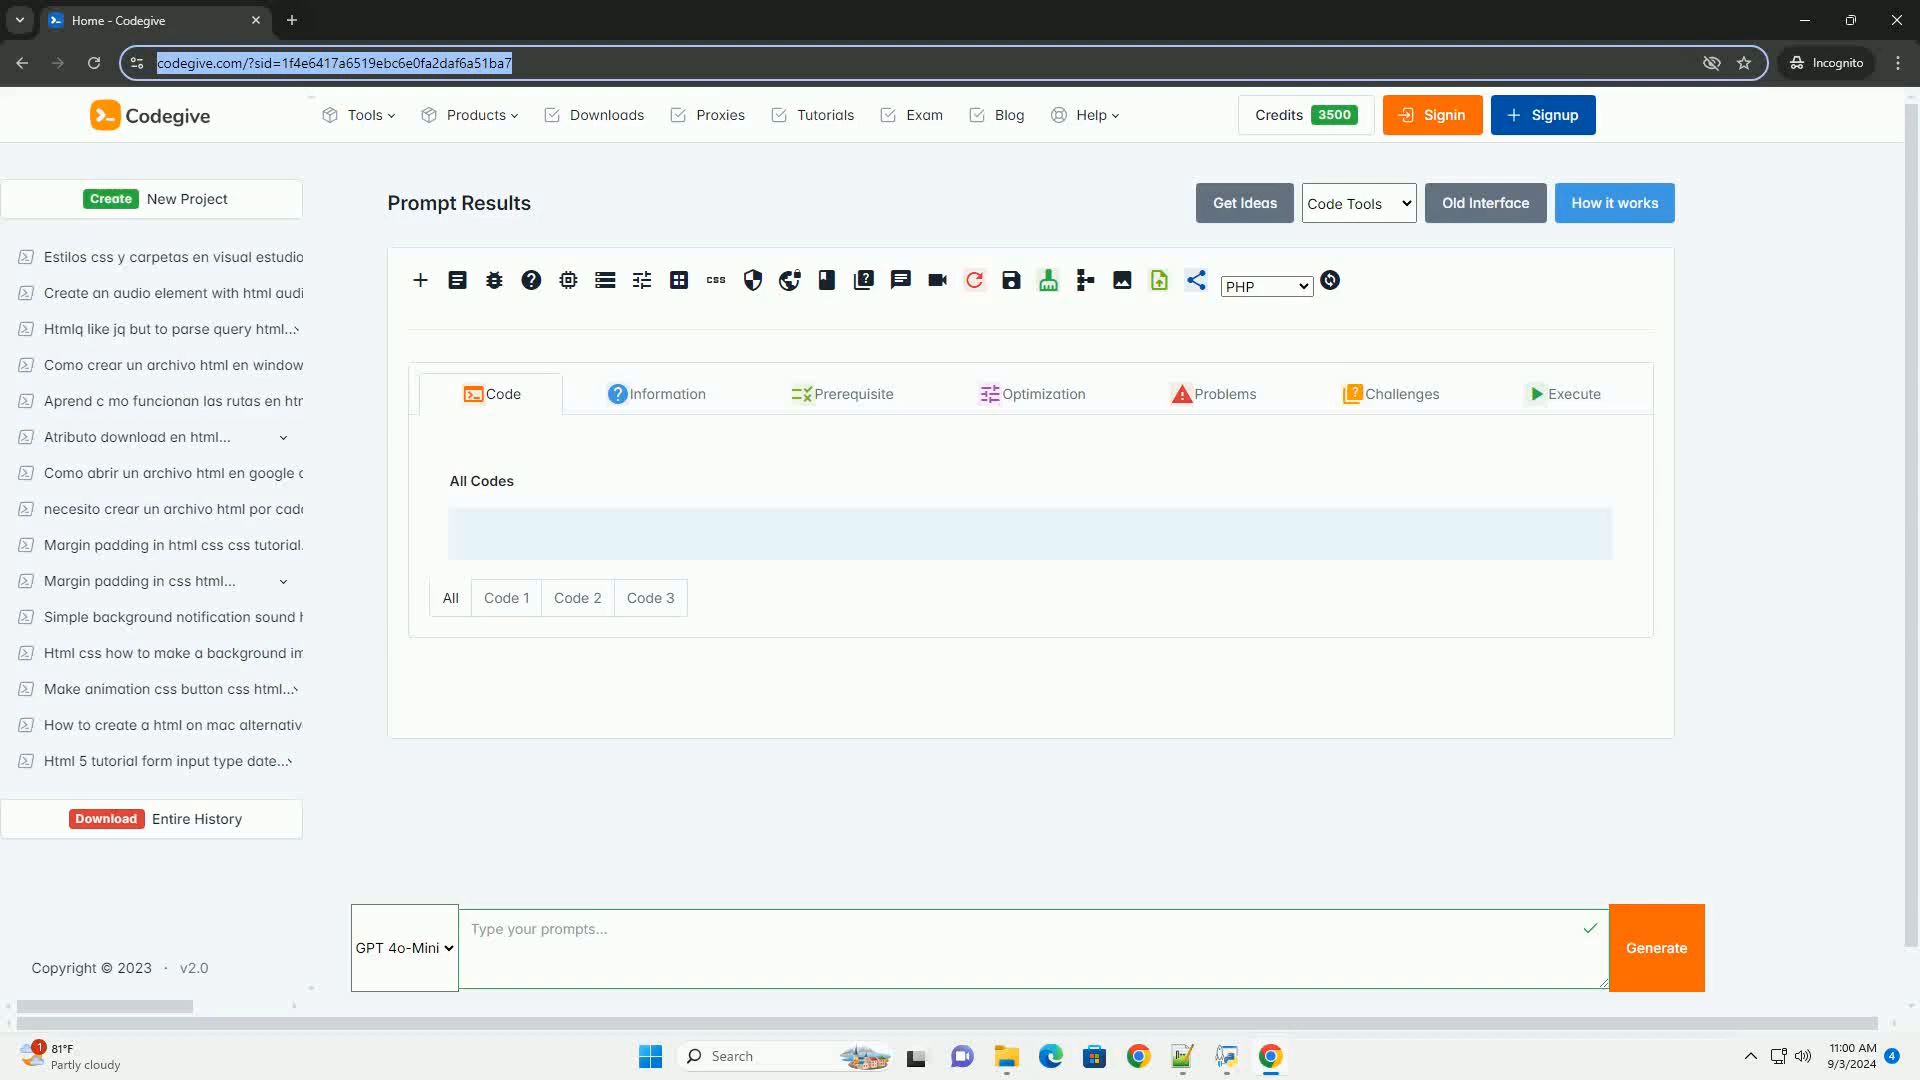 Home - Codegive
codegive.com/?sid=1f4e6417a6519ebc6e0fa2daf6a51ba7
Incognito
Codegive
Tools
Products
Downloads
Proxies
Tutorials
Exam
Blog
Help
Credits 3500
Signin
Signup
Create New Project
Estilos css y carpetas en visual estudio
Create an audio element with html audi
Htmlq like jq but to parse query html...
Como crear un archivo html en window
Aprend c mo funcionan las rutas en htr
Atributo download en html...
Como abrir un archivo html en google c
necesito crear un archivo html por cada
Margin padding in html css css tutorial.
Margin padding in css html...
Simple background notification sound h
Html css how to make a background im
Make animation css button css html...
How to create a html on mac alternativ
Html 5 tutorial form input type date...
Download Entire History
Copyright © 2023 · v2.0
Prompt Results
Get Ideas
Code Tools
Old Interface
How it works
CSS
PHP
Code
Information
Prerequisite
Optimization
Problems
Challenges
Execute
All Codes
All
Code 1
Code 2
Code 3
GPT 4o-Mini
Type your prompts...
Generate
1
81°F
Partly cloudy
Search
11:00 AM
9/3/2024
4